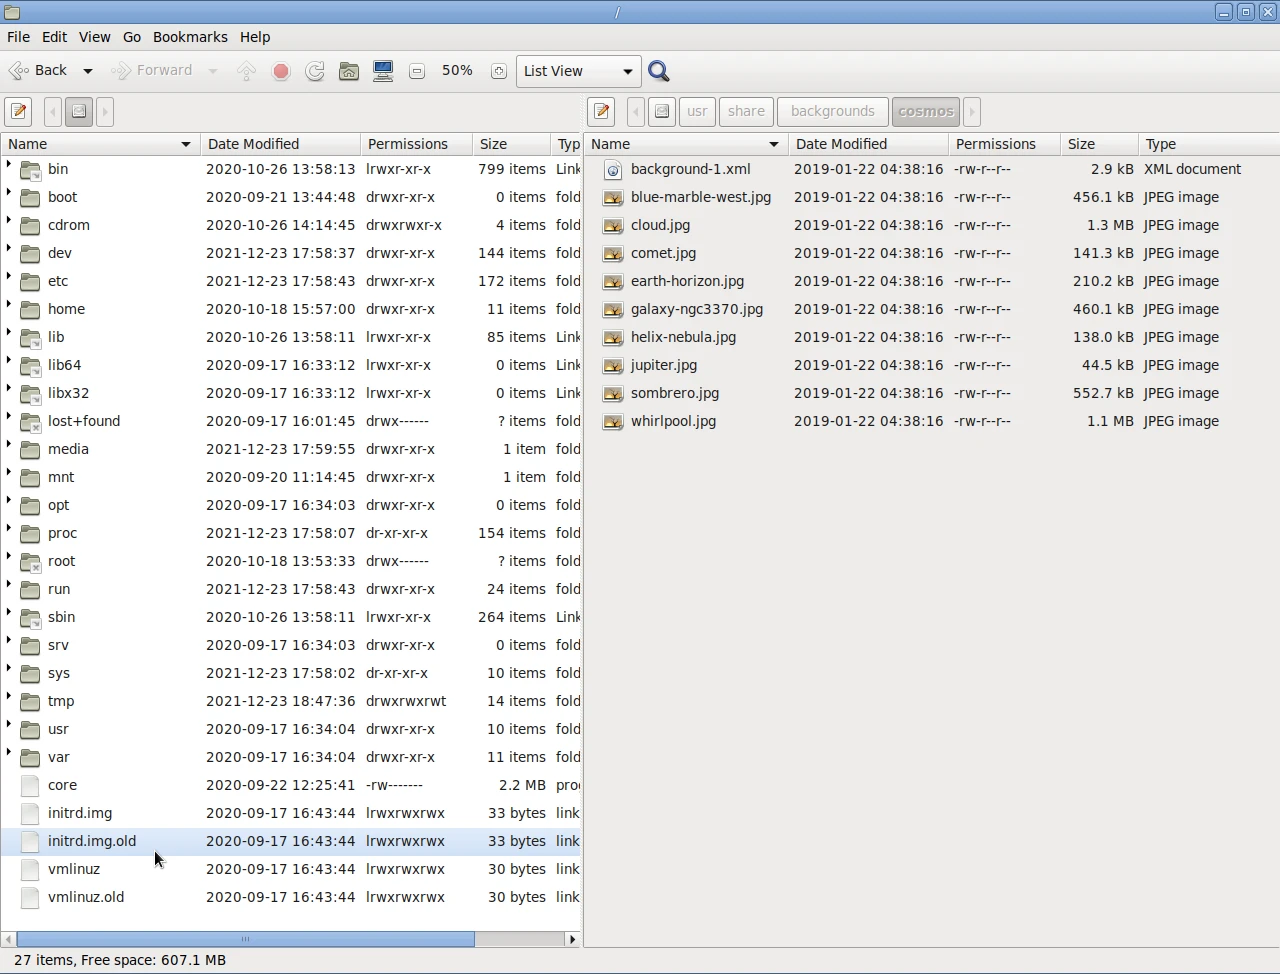 /
File Edit View Go Bookmarks Help
Back Forward 50% List View
usr share backgrounds cosmos
Name Date Modified Permissions Size Typ
bin 2020-10-26 13:58:13 lrwxr-xr-x 799 items Link
boot 2020-09-21 13:44:48 drwxr-xr-x 0 items fold
cdrom 2020-10-26 14:14:45 drwxrwxr-x 4 items fold
dev 2021-12-23 17:58:37 drwxr-xr-x 144 items fold
etc 2021-12-23 17:58:43 drwxr-xr-x 172 items fold
home 2020-10-18 15:57:00 drwxr-xr-x 11 items fold
lib 2020-10-26 13:58:11 lrwxr-xr-x 85 items Link
lib64 2020-09-17 16:33:12 lrwxr-xr-x 0 items Link
libx32 2020-09-17 16:33:12 lrwxr-xr-x 0 items Link
lost+found 2020-09-17 16:01:45 drwx------ ? items fold
media 2021-12-23 17:59:55 drwxr-xr-x 1 item fold
mnt 2020-09-20 11:14:45 drwxr-xr-x 1 item fold
opt 2020-09-17 16:34:03 drwxr-xr-x 0 items fold
proc 2021-12-23 17:58:07 dr-xr-xr-x 154 items fold
root 2020-10-18 13:53:33 drwx------ ? items fold
run 2021-12-23 17:58:43 drwxr-xr-x 24 items fold
sbin 2020-10-26 13:58:11 lrwxr-xr-x 264 items Link
srv 2020-09-17 16:34:03 drwxr-xr-x 0 items fold
sys 2021-12-23 17:58:02 dr-xr-xr-x 10 items fold
tmp 2021-12-23 18:47:36 drwxrwxrwt 14 items fold
usr 2020-09-17 16:34:04 drwxr-xr-x 10 items fold
var 2020-09-17 16:34:04 drwxr-xr-x 11 items fold
core 2020-09-22 12:25:41 -rw------- 2.2 MB pro
initrd.img 2020-09-17 16:43:44 lrwxrwxrwx 33 bytes link
initrd.img.old 2020-09-17 16:43:44 lrwxrwxrwx 33 bytes link
vmlinuz 2020-09-17 16:43:44 lrwxrwxrwx 30 bytes link
vmlinuz.old 2020-09-17 16:43:44 lrwxrwxrwx 30 bytes link
Name Date Modified Permissions Size Type
background-1.xml 2019-01-22 04:38:16 -rw-r--r-- 2.9 kB XML document
blue-marble-west.jpg 2019-01-22 04:38:16 -rw-r--r-- 456.1 kB JPEG image
cloud.jpg 2019-01-22 04:38:16 -rw-r--r-- 1.3 MB JPEG image
comet.jpg 2019-01-22 04:38:16 -rw-r--r-- 141.3 kB JPEG image
earth-horizon.jpg 2019-01-22 04:38:16 -rw-r--r-- 210.2 kB JPEG image
galaxy-ngc3370.jpg 2019-01-22 04:38:16 -rw-r--r-- 460.1 kB JPEG image
helix-nebula.jpg 2019-01-22 04:38:16 -rw-r--r-- 138.0 kB JPEG image
jupiter.jpg 2019-01-22 04:38:16 -rw-r--r-- 44.5 kB JPEG image
sombrero.jpg 2019-01-22 04:38:16 -rw-r--r-- 552.7 kB JPEG image
whirlpool.jpg 2019-01-22 04:38:16 -rw-r--r-- 1.1 MB JPEG image
27 items, Free space: 607.1 MB